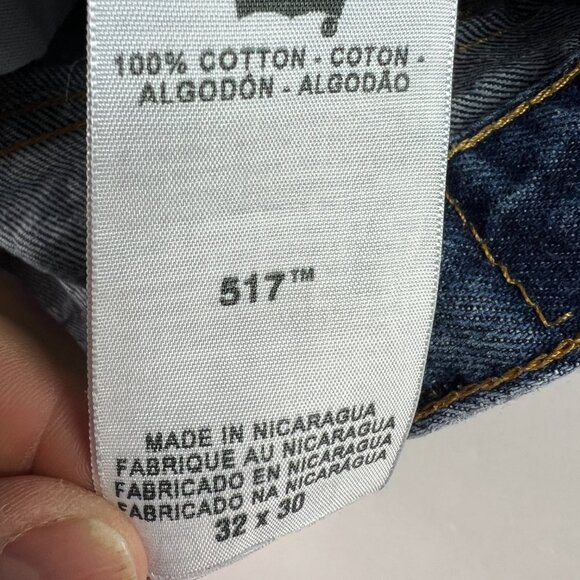 ®
100% COTTON - COTON -
ALGODÓN - ALGODÃO
517™
MADE IN NICARAGUA
FABRIQUE AU NICARAGUA
FABRICADO EN NICARAGUA
FABRICADO NA NICARÁGUA
32 x 30